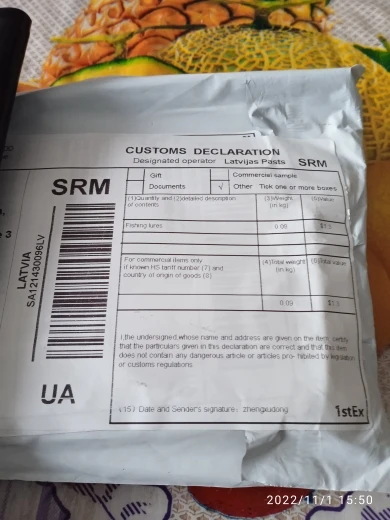 CUSTOMS DECLARATION
Designated operator Latvijas Pasts SRM
SRM
Gift Commercial sample
Documents √ Other Tick one or more boxes
(1)Quantity and (2)detailed description of contents
(3)Weight (in kg)
(5)Value
Fishing lures 0.09
For commercial items only
if known HS tariff number (7) and
country of origin of goods (8)
(4)Total weight (in kg)
(6)Total value
0.09
3
LATVIA
SA121430096LV
I,the undersigned,whose name and address are given on the item, certify
that the particulars given in this declaration are correct and that this item
does not contain any dangerous article or articles pro- hibited by legislation
or customs regulations
UA
(15) Date and Sender's signature: zhengxudong
1stEx
2022/11/1 15:50